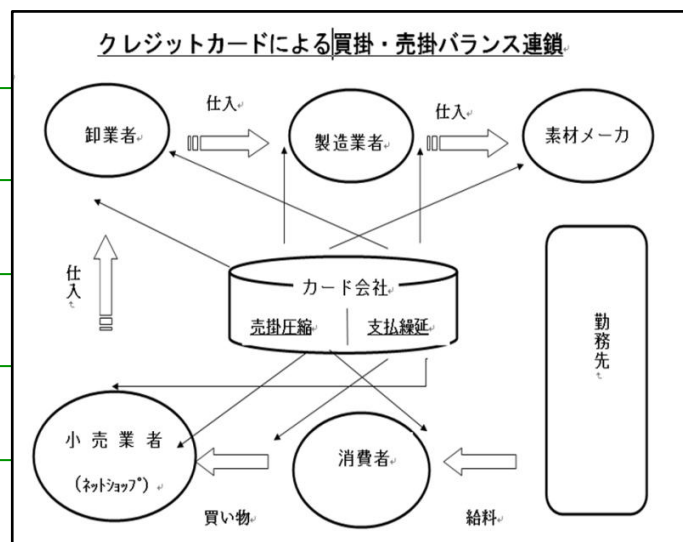 クレジットカードによる買掛・売掛バランス連鎖
仕入
仕入
卸業者
製造業者
素材メーカ
仕入
カード会社
売掛圧縮
支払繰延
勤務先
小売業者
(ネットショップ)
消費者
買い物
給料